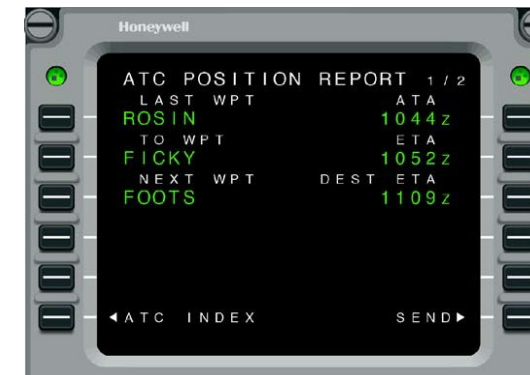 Honeywell
ATC POSITION REPORT 1/2
LAST WPT ATA
ROSIN 1044z
TO WPT ETA
FICKY 1052z
NEXT WPT DEST ETA
FOOTS 1109z
◄ATC INDEX SEND►